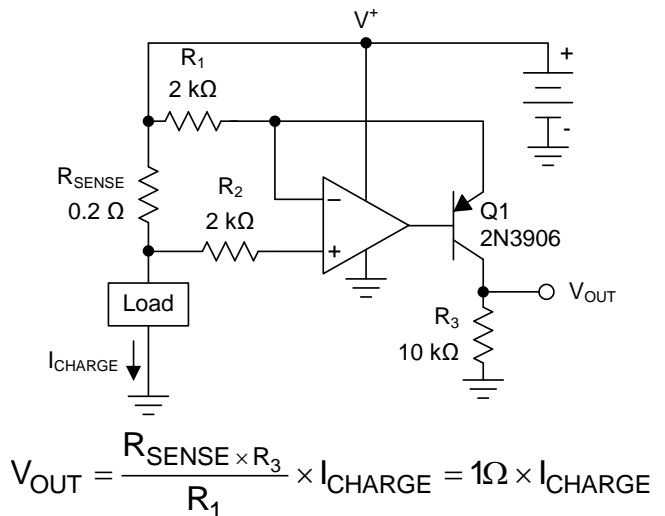 V+
R1
2 kΩ
+
-
RSENSE
0.2 Ω
R2
2 kΩ
−
+
Q1
2N3906
Load
VOUT
R3
10 kΩ
ICHARGE
VOUT = RSENSE × R3 / R1 × ICHARGE = 1Ω × ICHARGE